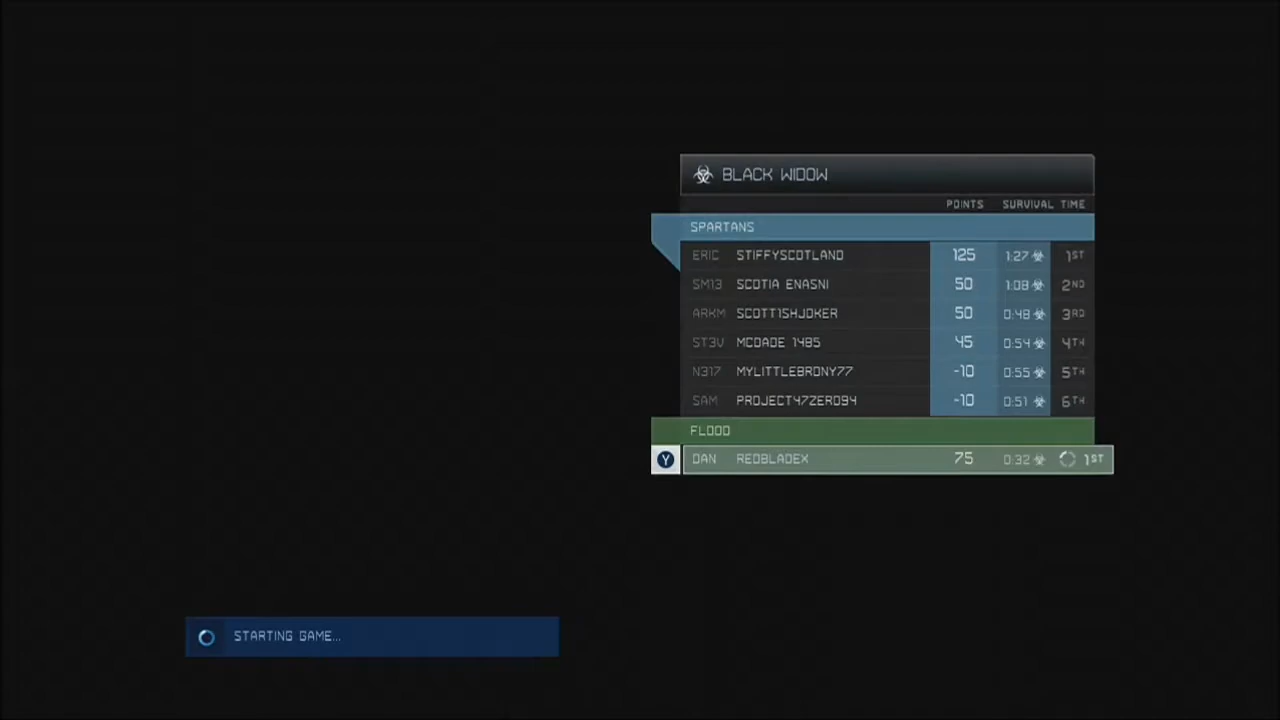 BLACK WIDOW
POINTS SURVIVAL TIME
SPARTANS
ERIC STIFFYSCOTLAND 125 1:27 1ST
SM13 SCOTIA ENASNI 50 1:08 2ND
ARKM SCOTT1SHJOKER 50 0:48 3RD
ST3V MCDADE 1485 45 0:54 4TH
N317 MYLITTLEBRONY77 -10 0:55 5TH
SAM PROJECT47ZERO94 -10 0:51 6TH
FLOOD
Y DAN REDBLADEX 75 0:32 1ST
STARTING GAME...